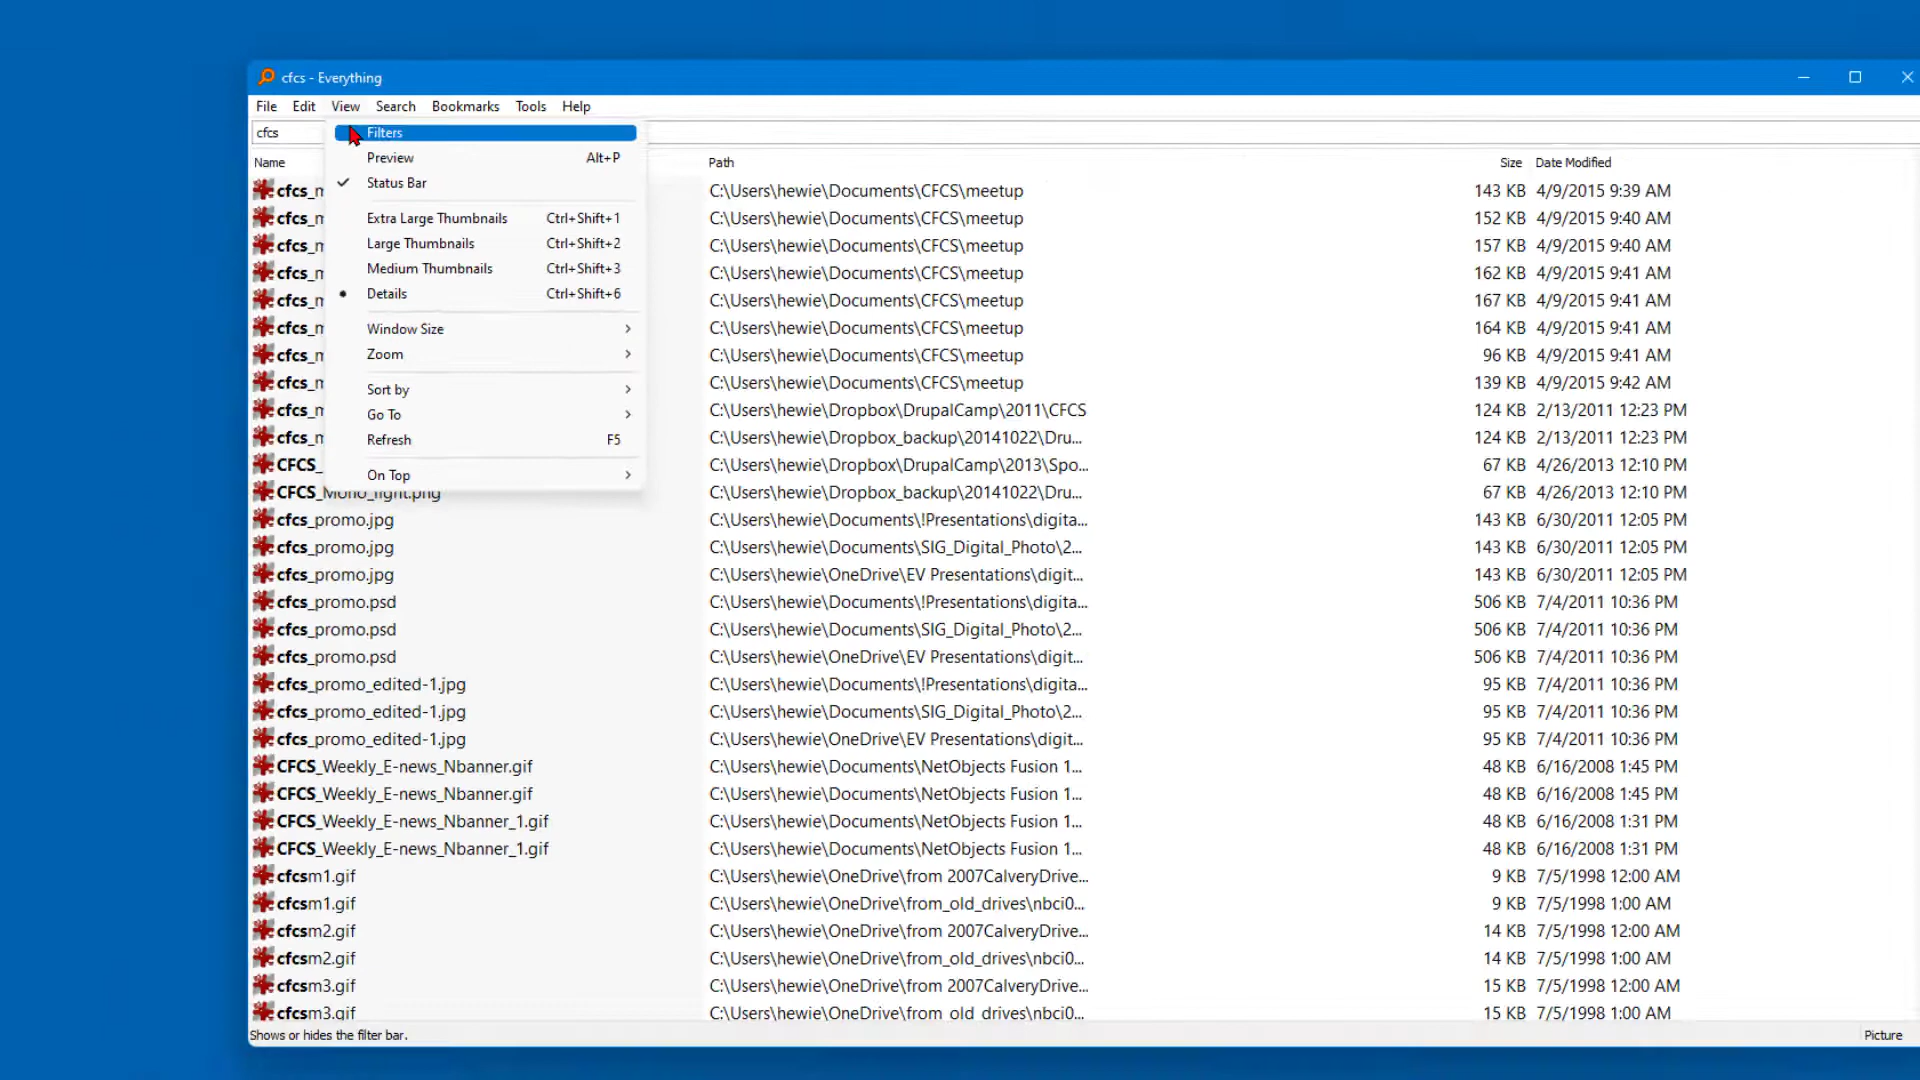 cfcs - Everything
File Edit View Search Bookmarks Tools Help
cfcs
Filters
Preview Alt+P
Status Bar
Extra Large Thumbnails Ctrl+Shift+1
Large Thumbnails Ctrl+Shift+2
Medium Thumbnails Ctrl+Shift+3
Details Ctrl+Shift+6
Window Size
Zoom
Sort by
Go To
Refresh F5
On Top
Name Path Size Date Modified
cfcs_m C:\Users\hewie\Documents\CFCS\meetup 143 KB 4/9/2015 9:39 AM
cfcs_m C:\Users\hewie\Documents\CFCS\meetup 152 KB 4/9/2015 9:40 AM
cfcs_m C:\Users\hewie\Documents\CFCS\meetup 157 KB 4/9/2015 9:40 AM
cfcs_m C:\Users\hewie\Documents\CFCS\meetup 162 KB 4/9/2015 9:41 AM
cfcs_m C:\Users\hewie\Documents\CFCS\meetup 167 KB 4/9/2015 9:41 AM
cfcs_m C:\Users\hewie\Documents\CFCS\meetup 164 KB 4/9/2015 9:41 AM
cfcs_m C:\Users\hewie\Documents\CFCS\meetup 96 KB 4/9/2015 9:41 AM
cfcs_m C:\Users\hewie\Documents\CFCS\meetup 139 KB 4/9/2015 9:42 AM
cfcs_m C:\Users\hewie\Dropbox\DrupalCamp\2011\CFCS 124 KB 2/13/2011 12:23 PM
cfcs_m C:\Users\hewie\Dropbox_backup\20141022\Dru... 124 KB 2/13/2011 12:23 PM
CFCS_ C:\Users\hewie\Dropbox\DrupalCamp\2013\Spo... 67 KB 4/26/2013 12:10 PM
CFCS_Mono_light.png C:\Users\hewie\Dropbox_backup\20141022\Dru... 67 KB 4/26/2013 12:10 PM
cfcs_promo.jpg C:\Users\hewie\Documents\!Presentations\digita... 143 KB 6/30/2011 12:05 PM
cfcs_promo.jpg C:\Users\hewie\Documents\SIG_Digital_Photo\2... 143 KB 6/30/2011 12:05 PM
cfcs_promo.jpg C:\Users\hewie\OneDrive\EV Presentations\digit... 143 KB 6/30/2011 12:05 PM
cfcs_promo.psd C:\Users\hewie\Documents\!Presentations\digita... 506 KB 7/4/2011 10:36 PM
cfcs_promo.psd C:\Users\hewie\Documents\SIG_Digital_Photo\2... 506 KB 7/4/2011 10:36 PM
cfcs_promo.psd C:\Users\hewie\OneDrive\EV Presentations\digit... 506 KB 7/4/2011 10:36 PM
cfcs_promo_edited-1.jpg C:\Users\hewie\Documents\!Presentations\digita... 95 KB 7/4/2011 10:36 PM
cfcs_promo_edited-1.jpg C:\Users\hewie\Documents\SIG_Digital_Photo\2... 95 KB 7/4/2011 10:36 PM
cfcs_promo_edited-1.jpg C:\Users\hewie\OneDrive\EV Presentations\digit... 95 KB 7/4/2011 10:36 PM
CFCS_Weekly_E-news_Nbanner.gif C:\Users\hewie\Documents\NetObjects Fusion 1... 48 KB 6/16/2008 1:45 PM
CFCS_Weekly_E-news_Nbanner.gif C:\Users\hewie\Documents\NetObjects Fusion 1... 48 KB 6/16/2008 1:45 PM
CFCS_Weekly_E-news_Nbanner_1.gif C:\Users\hewie\Documents\NetObjects Fusion 1... 48 KB 6/16/2008 1:31 PM
CFCS_Weekly_E-news_Nbanner_1.gif C:\Users\hewie\Documents\NetObjects Fusion 1... 48 KB 6/16/2008 1:31 PM
cfcsm1.gif C:\Users\hewie\OneDrive\from 2007CalveryDrive... 9 KB 7/5/1998 12:00 AM
cfcsm1.gif C:\Users\hewie\OneDrive\from_old_drives\nbci0... 9 KB 7/5/1998 1:00 AM
cfcsm2.gif C:\Users\hewie\OneDrive\from 2007CalveryDrive... 14 KB 7/5/1998 12:00 AM
cfcsm2.gif C:\Users\hewie\OneDrive\from_old_drives\nbci0... 14 KB 7/5/1998 1:00 AM
cfcsm3.gif C:\Users\hewie\OneDrive\from 2007CalveryDrive... 15 KB 7/5/1998 12:00 AM
cfcsm3.gif C:\Users\hewie\OneDrive\from_old_drives\nbci0... 15 KB 7/5/1998 1:00 AM
Shows or hides the filter bar. Picture